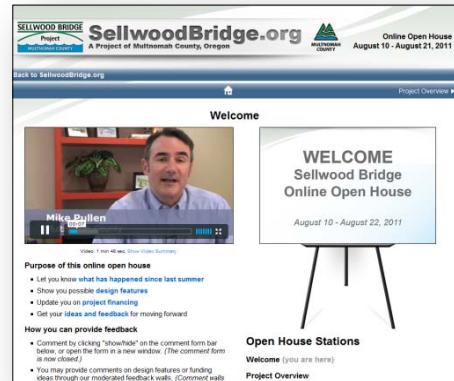 SELLWOOD BRIDGE
Project
MULTNOMAH COUNTY
SellwoodBridge.org
A Project of Multnomah County, Oregon
MULTNOMAH
COUNTY
Online Open House
August 10 - August 21, 2011
Back to SellwoodBridge.org
Project Overview
Welcome
Mike Pullen
00:07
Video: 1 min 48 sec, Show Video Summary
WELCOME
Sellwood Bridge
Online Open House
August 10 - August 22, 2011
Purpose of this online open house
Let you know what has happened since last summer
Show you possible design features
Update you on project financing
Get your ideas and feedback for moving forward
How you can provide feedback
Comment by clicking "show/hide" on the comment form bar
below, or open the form in a new window. (The comment form
is now closed.)
You may provide comments on design features or funding
ideas through our moderated feedback walls. (Comment walls
Open House Stations
Welcome (you are here)
Project Overview